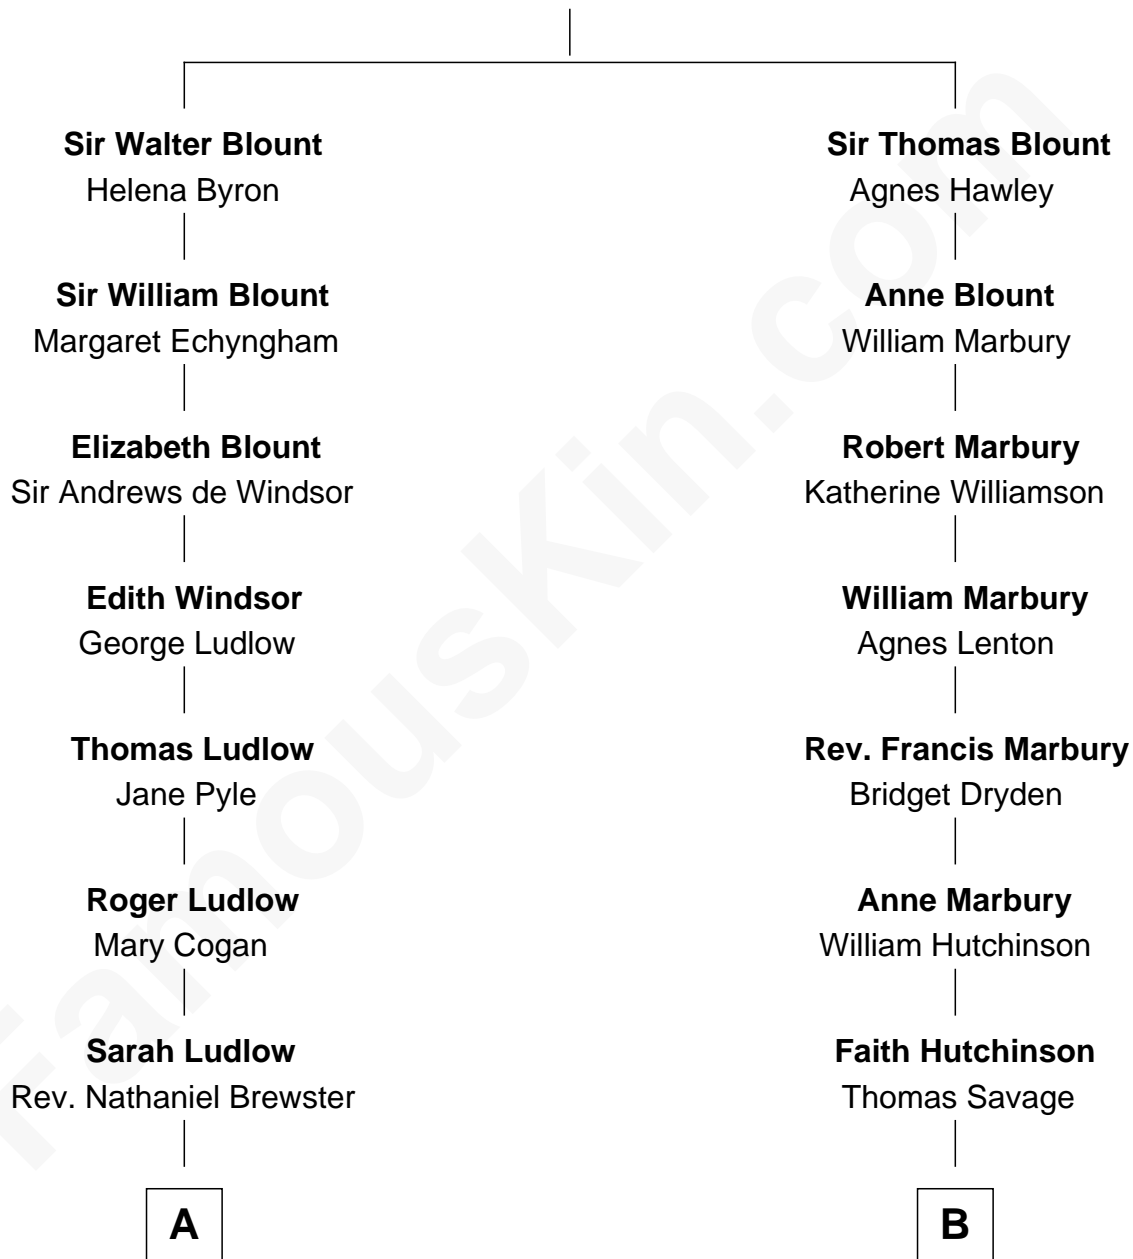 Sir Walter Blount
Helena Byron
Sir William Blount
Margaret Echyngham
Elizabeth Blount
Sir Andrews de Windsor
Edith Windsor
George Ludlow
Thomas Ludlow
Jane Pyle
Roger Ludlow
Mary Cogan
Sarah Ludlow
Rev. Nathaniel Brewster
A
Sir Thomas Blount
Agnes Hawley
Anne Blount
William Marbury
Robert Marbury
Katherine Williamson
William Marbury
Agnes Lenton
Rev. Francis Marbury
Bridget Dryden
Anne Marbury
William Hutchinson
Faith Hutchinson
Thomas Savage
B
FamousKin.com